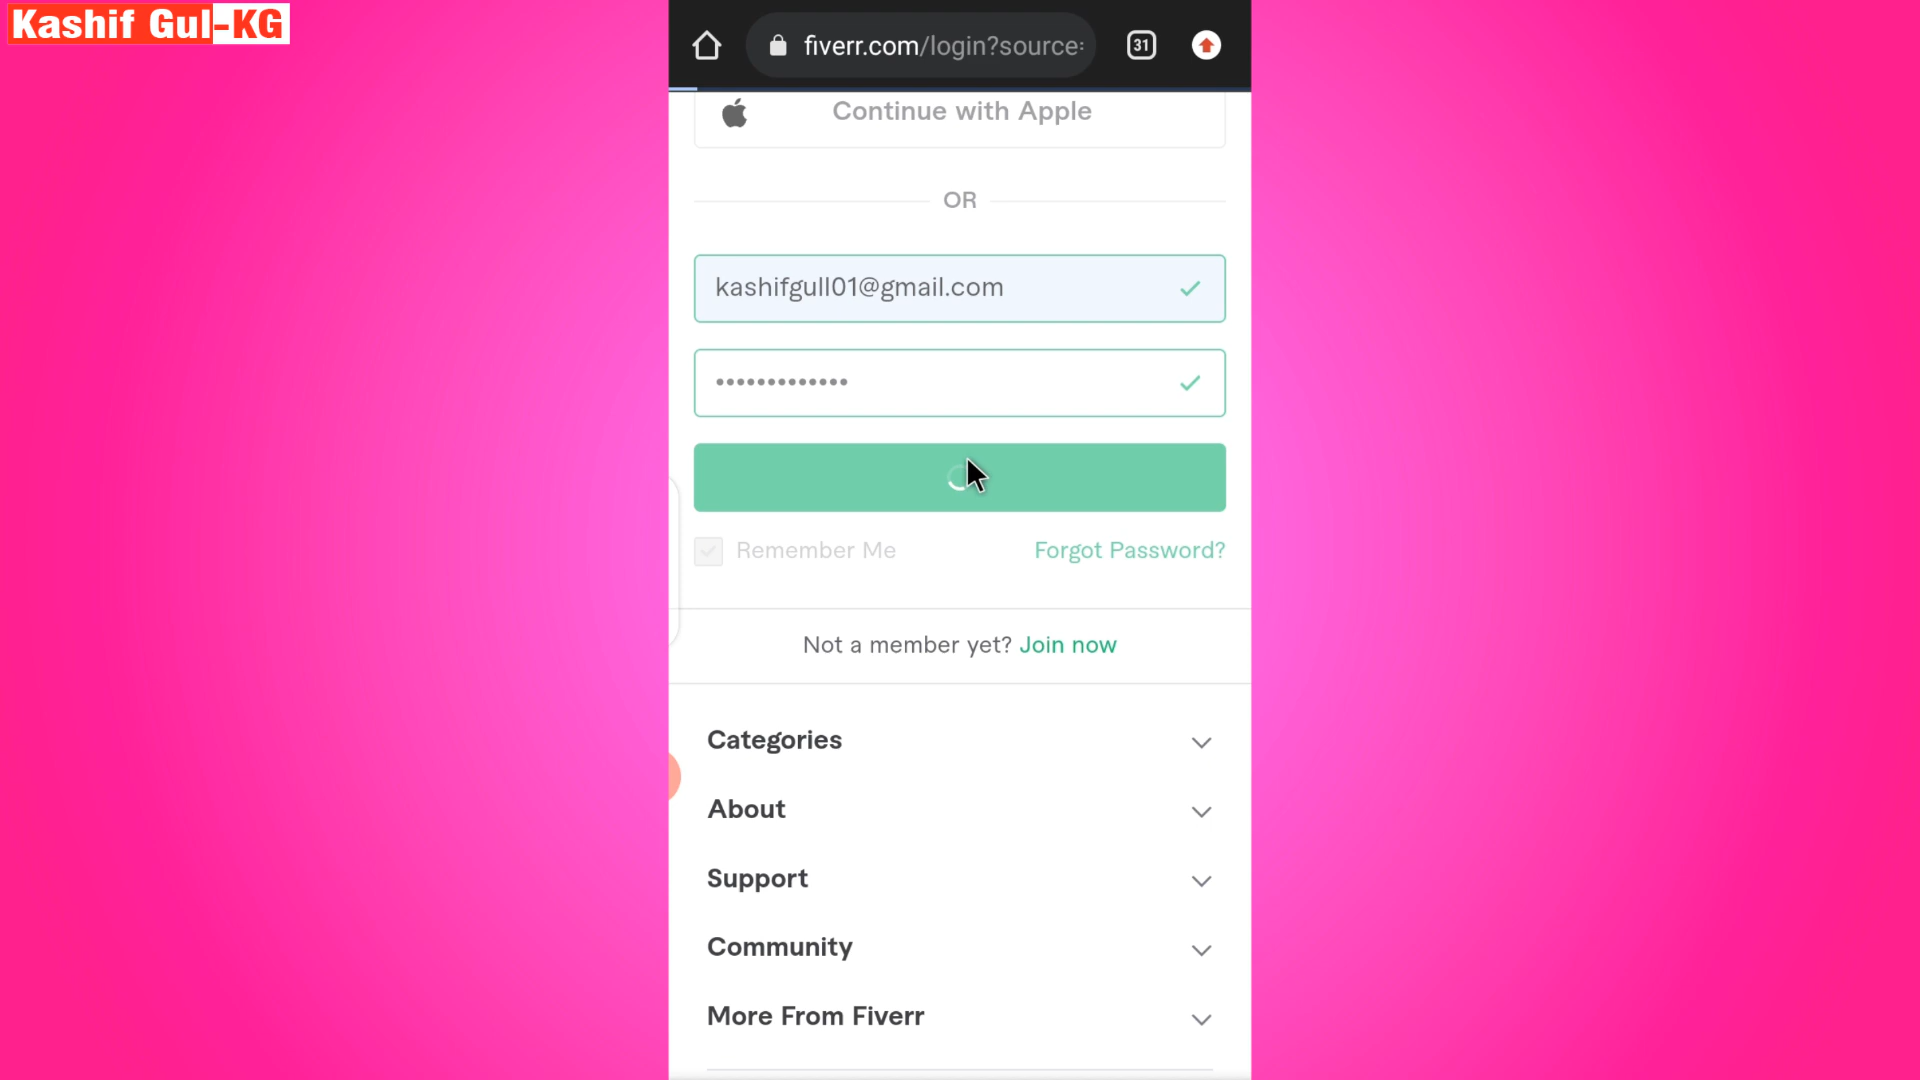 Kashif Gul-KG
fiverr.com/login?source=
31
Continue with Apple
OR
kashifgull01@gmail.com
•••••••••••••
Remember Me
Forgot Password?
Not a member yet? Join now
Categories
About
Support
Community
More From Fiverr